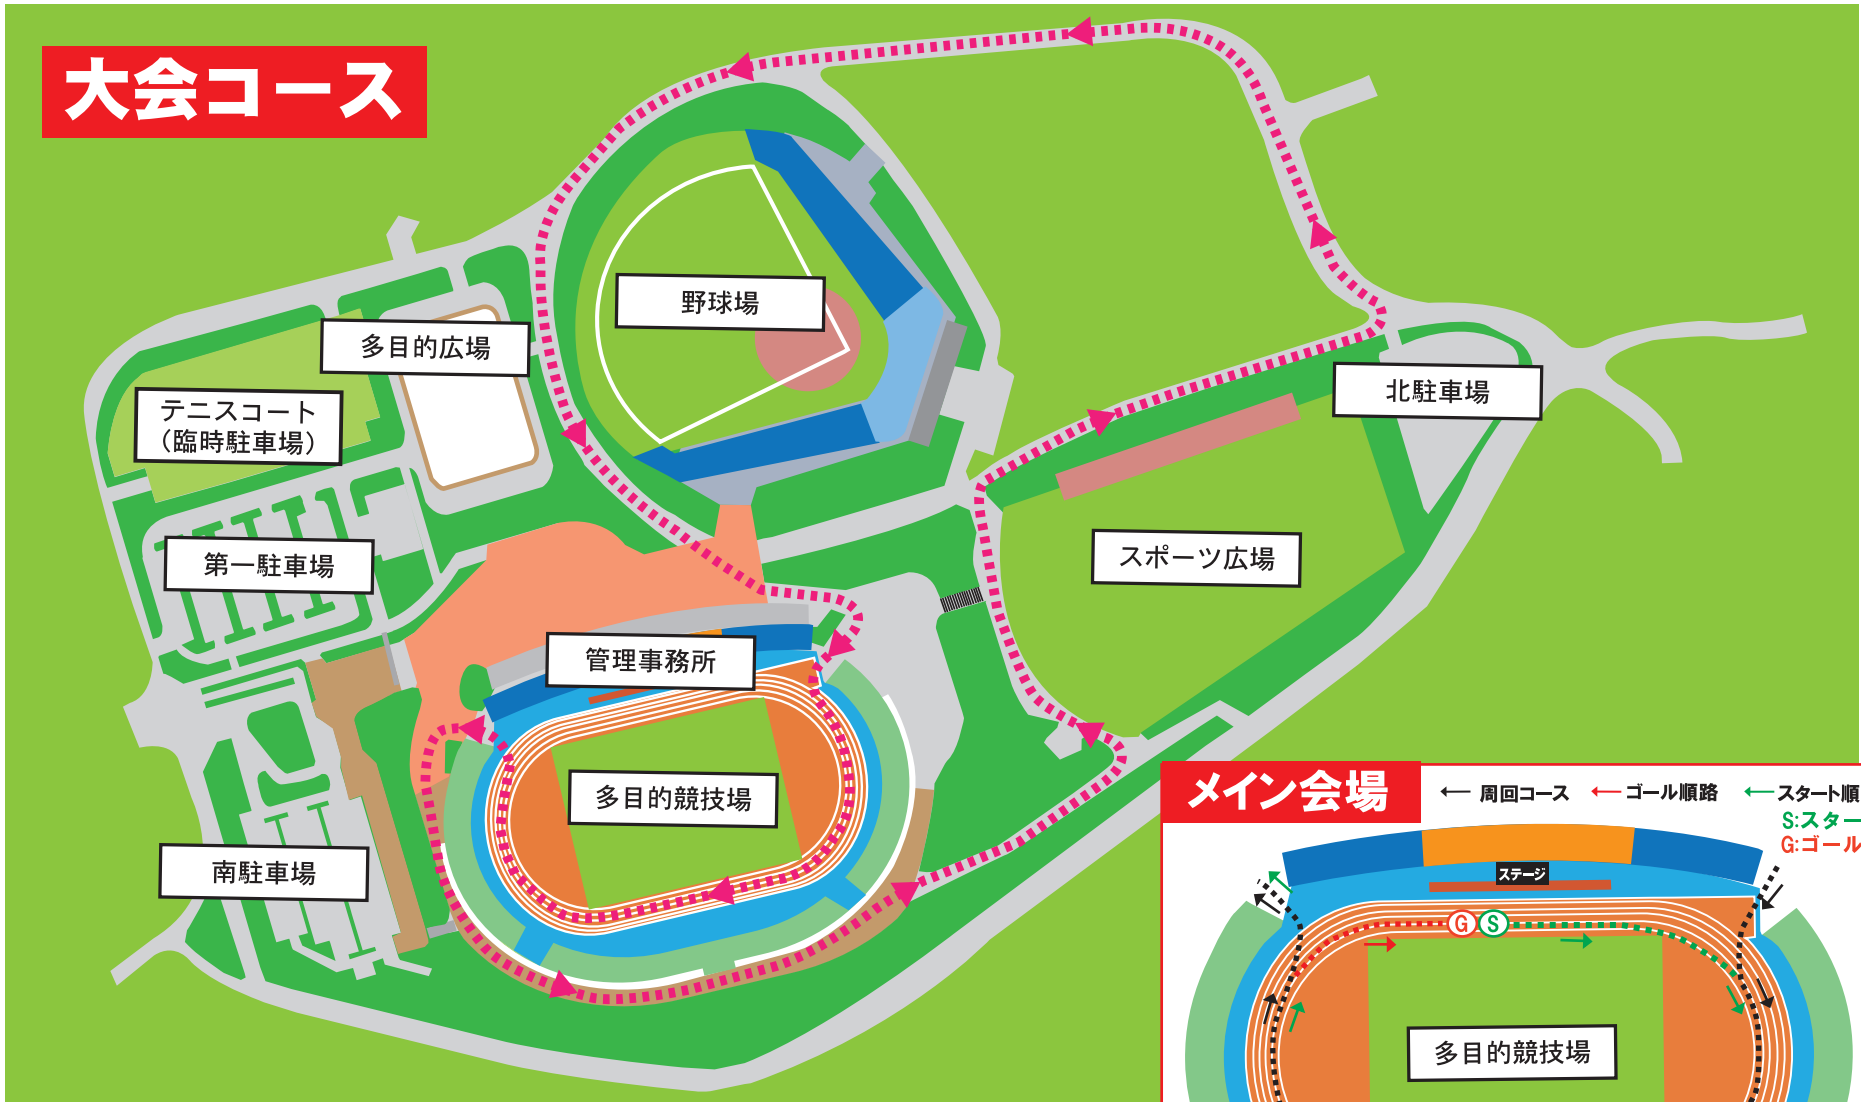 大会コース
野球場
多目的広場
テニスコート
（臨時駐車場）
北駐車場
第一駐車場
スポーツ広場
管理事務所
多目的競技場
南駐車場
メイン会場
周回コース
ゴール順路
スタート順
S:スター
G:ゴール
ステージ
G
S
多目的競技場